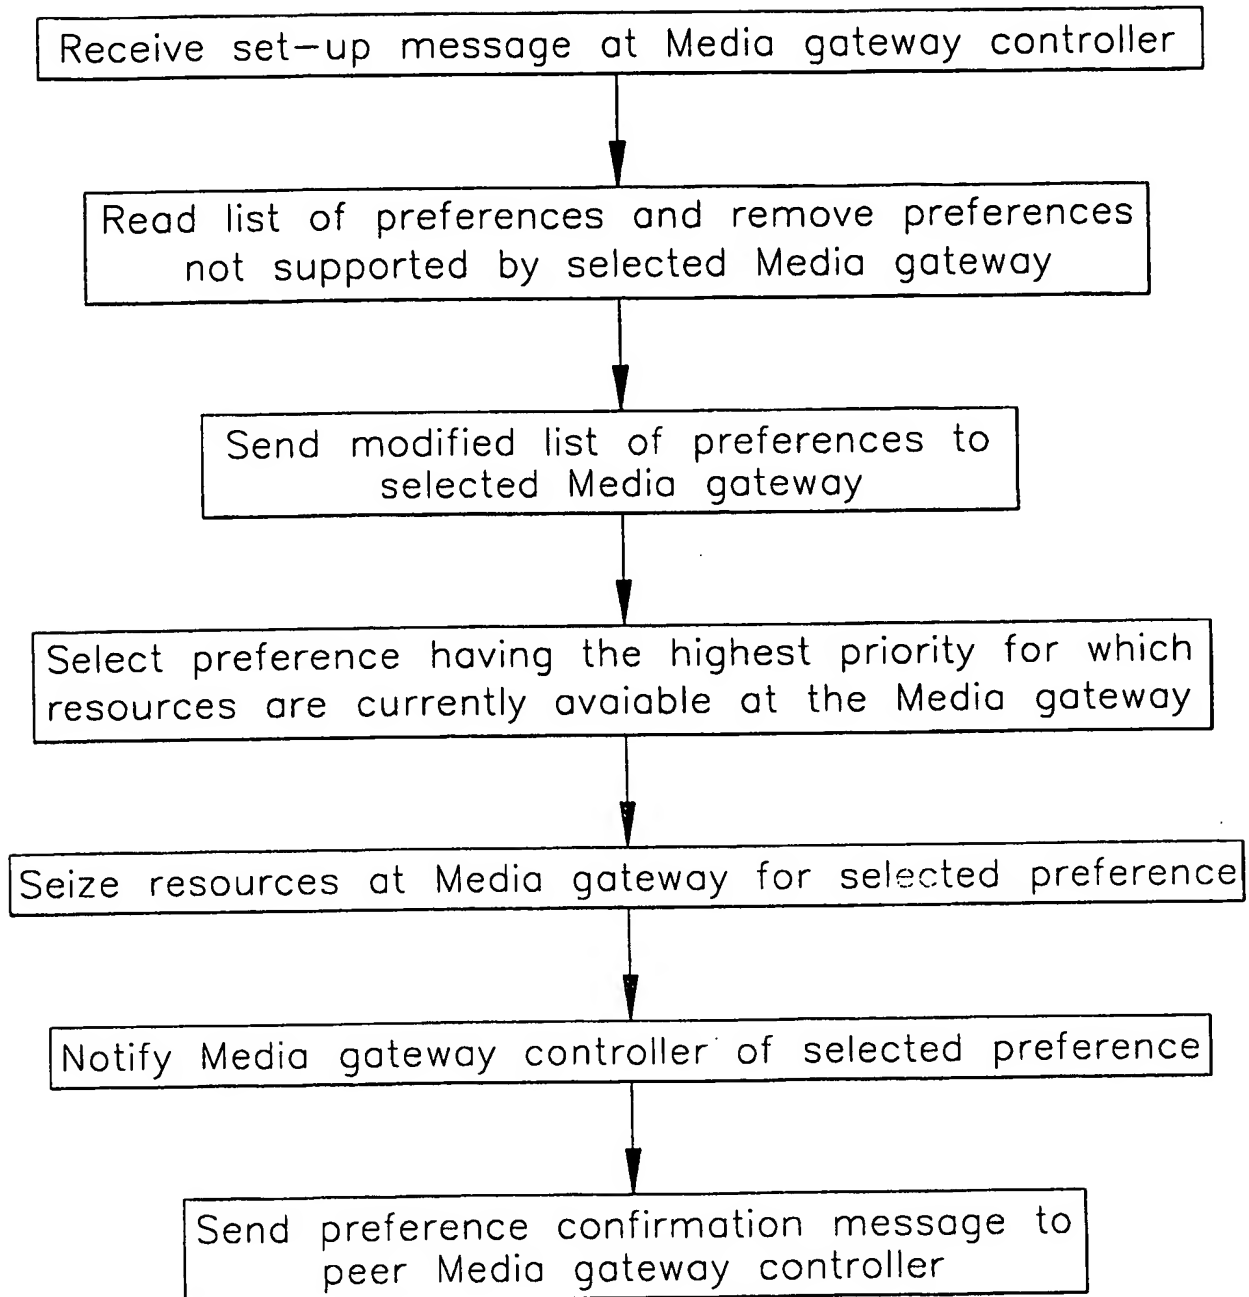 Receive set-up message at Media gateway controller
Read list of preferences and remove preferences
not supported by selected Media gateway
Send modified list of preferences to
selected Media gateway
Select preference having the highest priority for which
resources are currently avaiable at the Media gateway
Seize resources at Media gateway for selected preference
Notify Media gateway controller of selected preference
Send preference confirmation message to
peer Media gateway controller